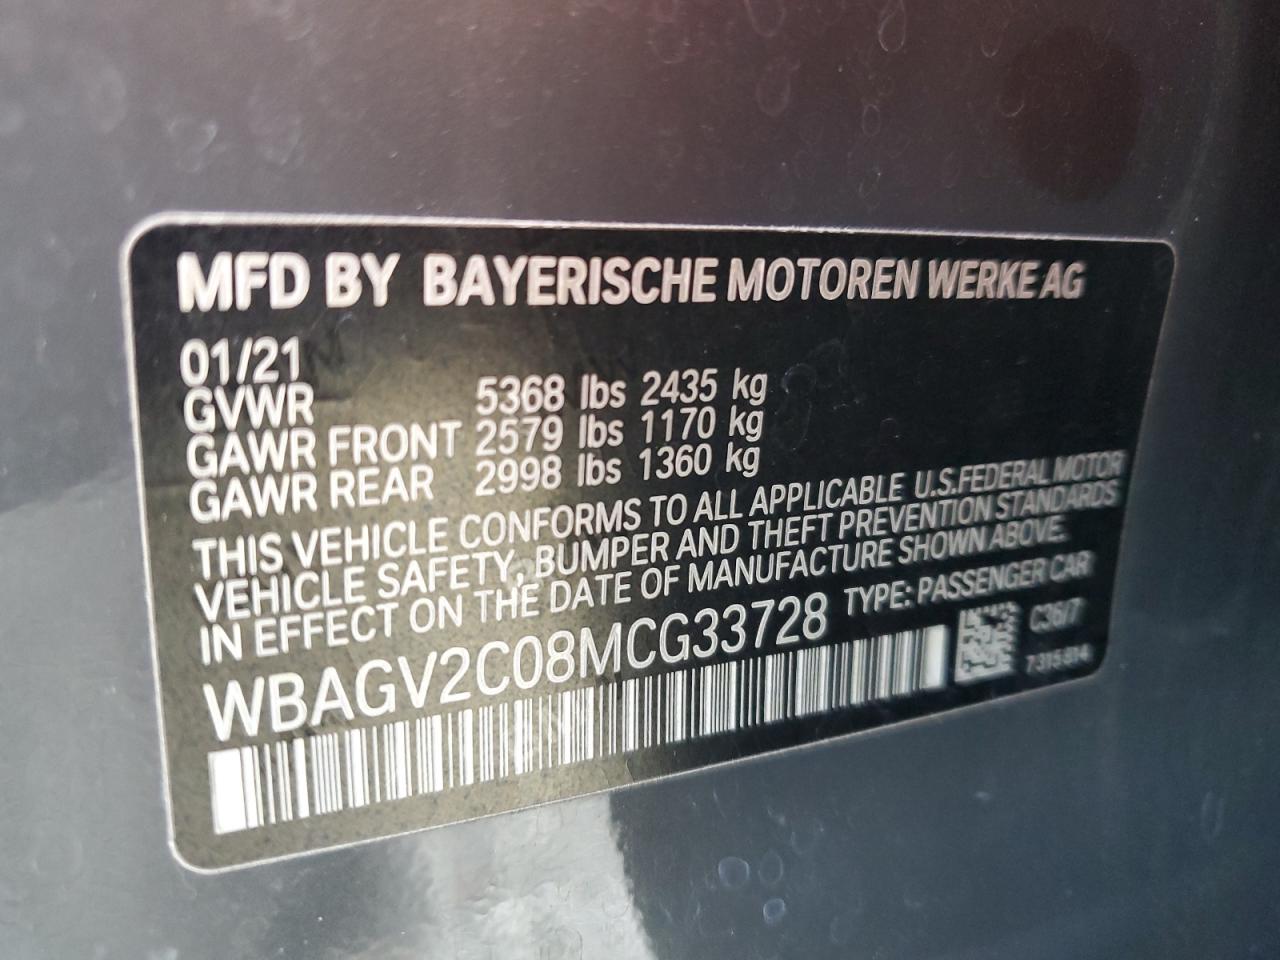 MFD BY BAYERISCHE MOTOREN WERKE AG
01/21
GVWR 5368 lbs 2435 kg
GAWR FRONT 2579 lbs 1170 kg
GAWR REAR 2998 lbs 1360 kg
THIS VEHICLE CONFORMS TO ALL APPLICABLE U.S.FEDERAL MOTOR
VEHICLE SAFETY, BUMPER AND THEFT PREVENTION STANDARDS
IN EFFECT ON THE DATE OF MANUFACTURE SHOWN ABOVE.
WBAGV2C08MCG33728 TYPE: PASSENGER CAR
C36/7
7315814